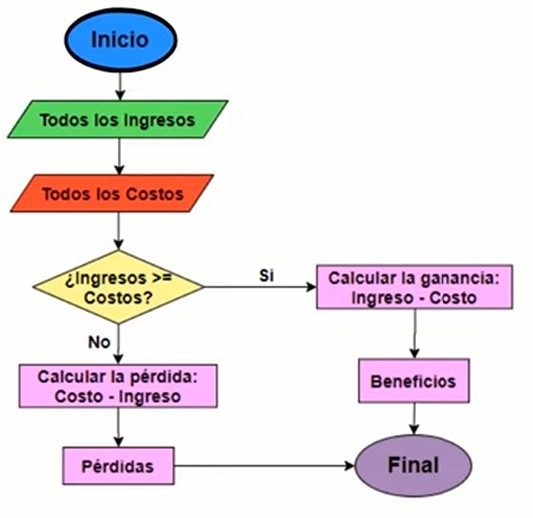 Inicio
Todos los Ingresos
Todos los Costos
¿Ingresos >=
Costos?
Si
No
Calcular la ganancia:
Ingreso - Costo
Calcular la pérdida:
Costo - Ingreso
Beneficios
Pérdidas
Final